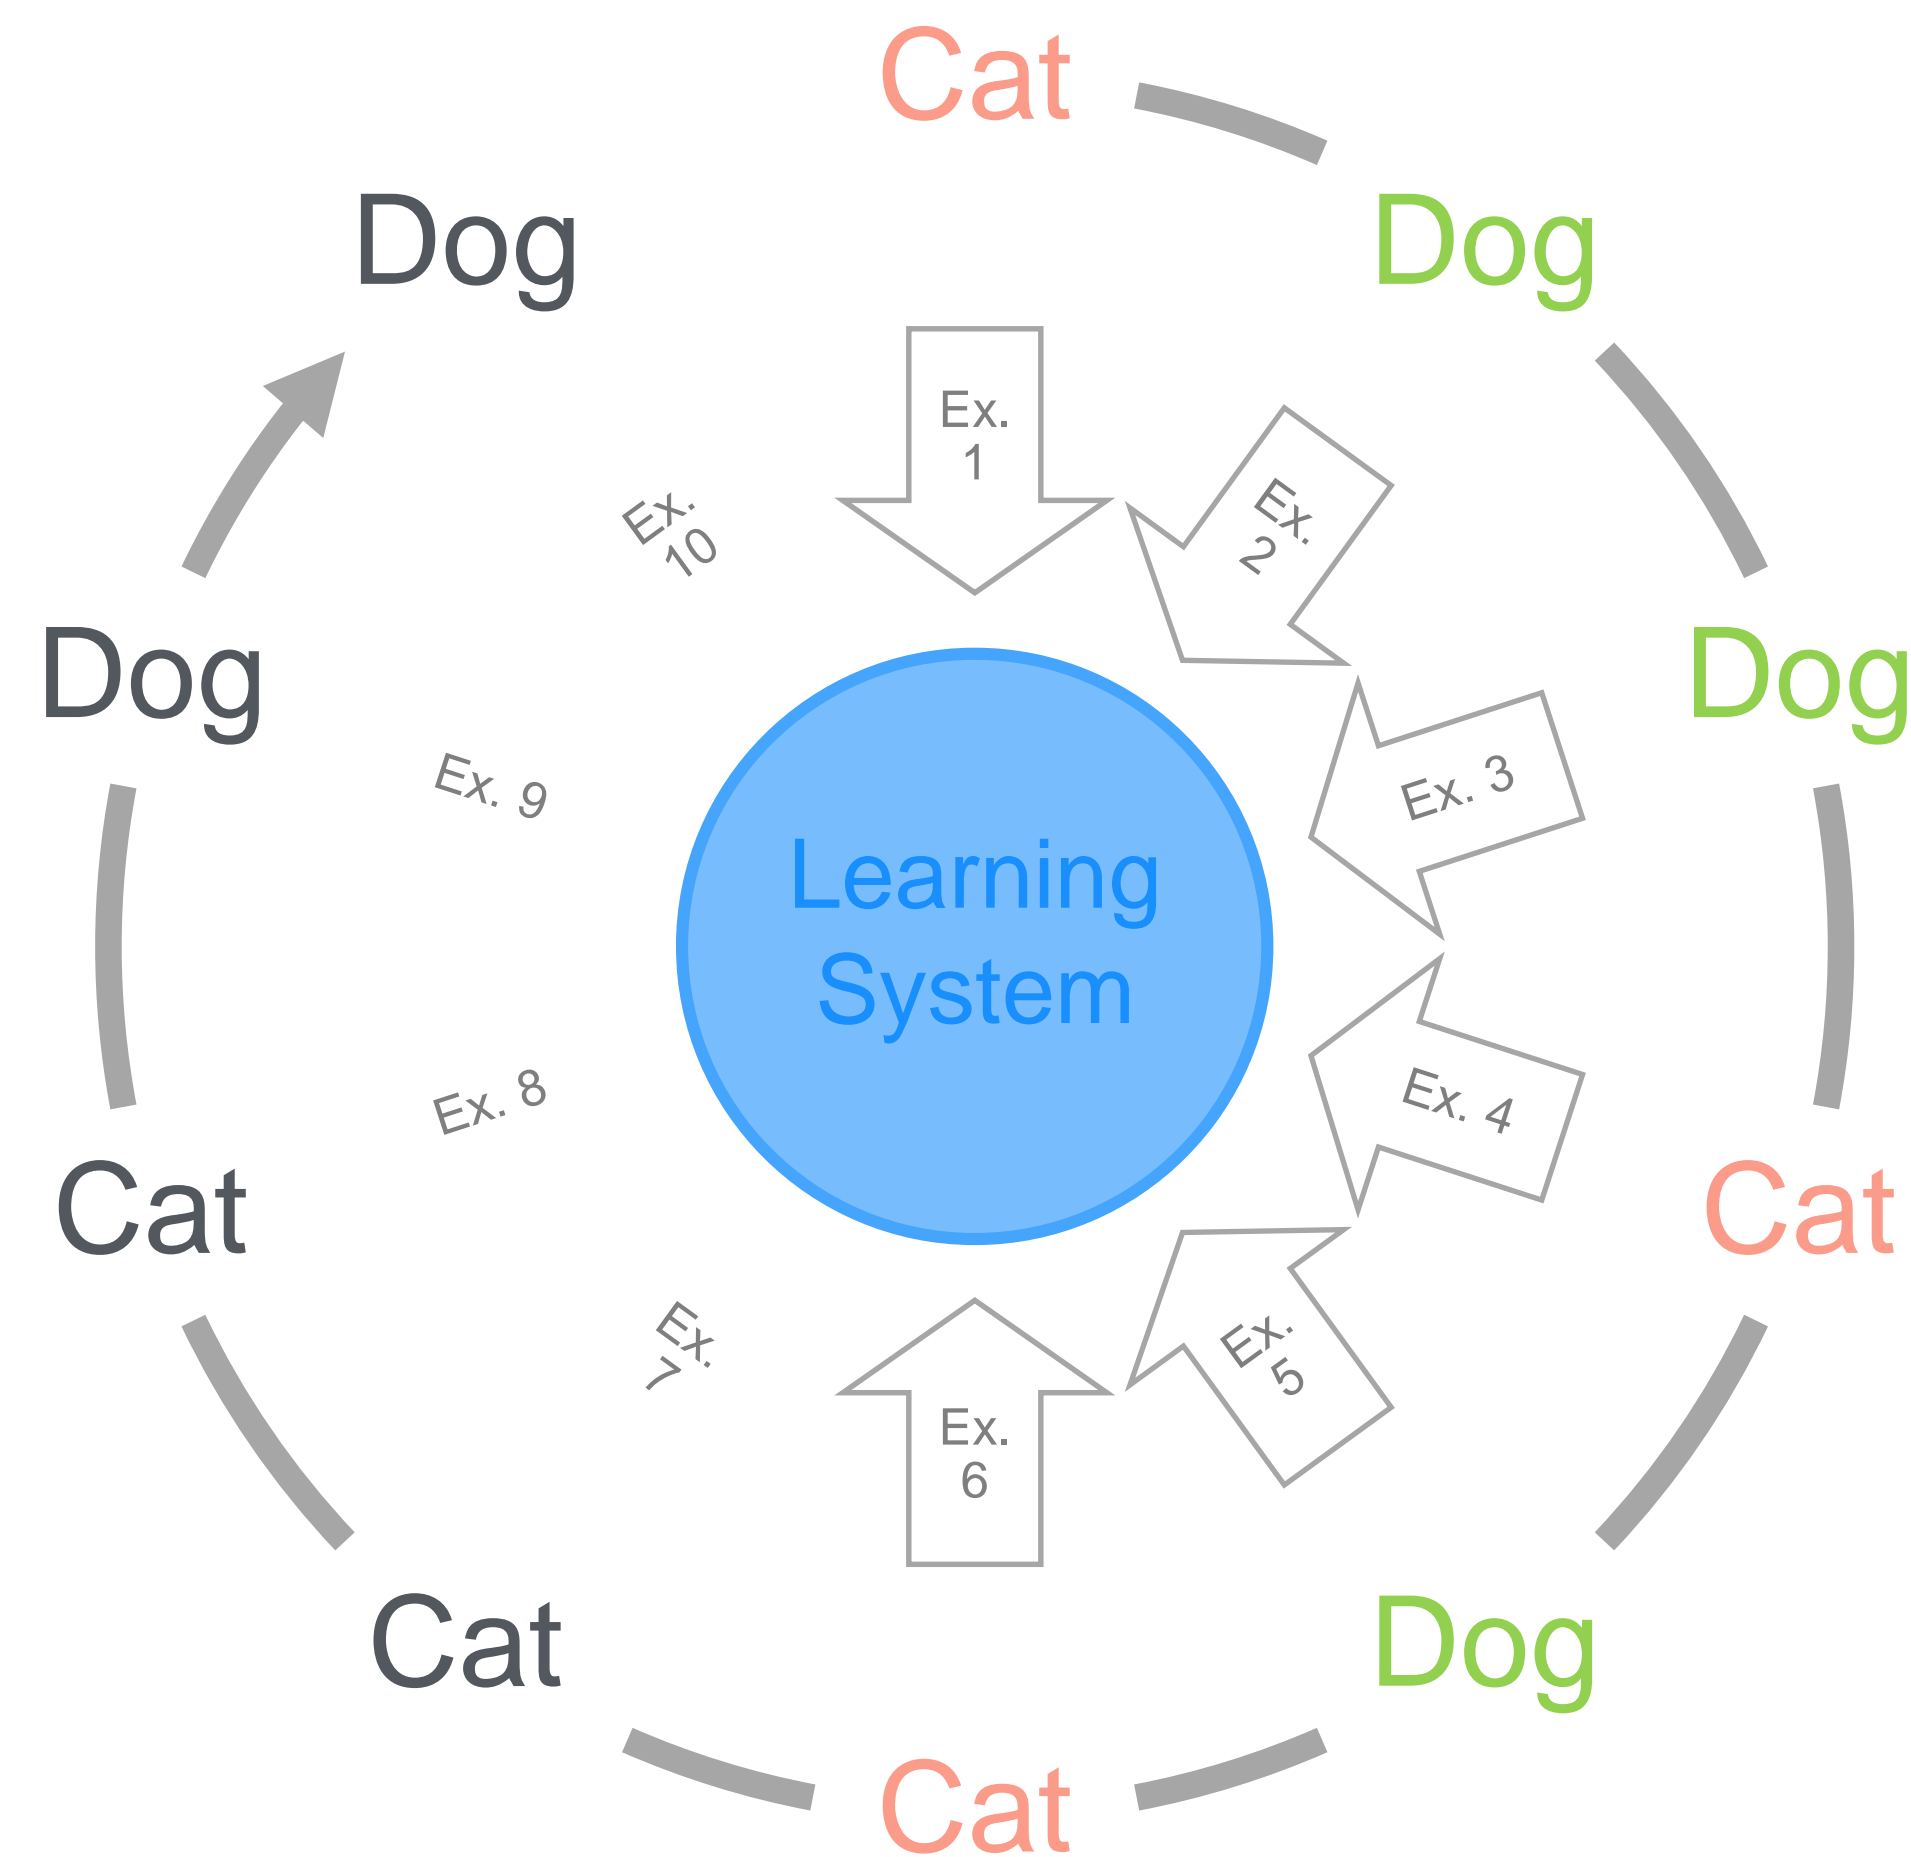 Cat
Dog
Dog
Cat
Dog
Cat
Cat
Cat
Dog
Dog
Ex.
1
Ex.
2
Ex. 3
Ex. 4
Ex.
5
Ex.
6
Ex.
7
Ex. 8
Ex. 9
Ex.
10
Learning
System